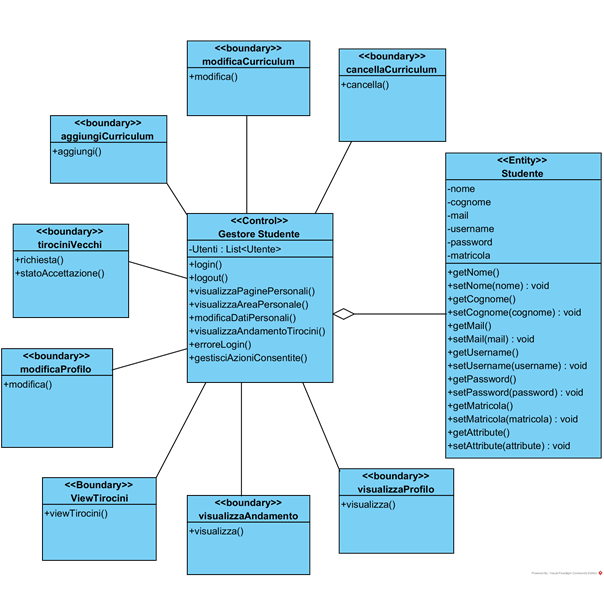 <<boundary>>
modificaCurriculum
+modifica()
<<boundary>>
cancellaCurriculum
+cancella()
<<boundary>>
aggiungiCurriculum
+aggiungi()
<<Entity>>
Studente
-nome
-cognome
-mail
-username
-password
-matricola
+getNome()
+setNome(nome) : void
+getCognome()
+setCognome(cognome) : void
+getMail()
+setMail(mail) : void
+getUsername()
+setUsername(username) : void
+getPassword()
+setPassword(password) : void
+getMatricola()
+setMatricola(matricola) : void
+getAttribute()
+setAttribute(attribute) : void
<<Control>>
Gestore Studente
-Utenti : List<Utente>
+login()
+logout()
+visualizzaPaginePersonali()
+visualizzaAreaPersonale()
+modificaDatiPersonali()
+visualizzaAndamentoTirocini()
+erroreLogin()
+gestisciAzioniConsentite()
<<boundary>>
tirociniVecchi
+richiesta()
+statoAccettazione()
<<boundary>>
modificaProfilo
+modifica()
<<Boundary>>
ViewTirocini
+viewTirocini()
<<boundary>>
visualizzaAndamento
+visualizza()
<<boundary>>
visualizzaProfilo
+visualizza()